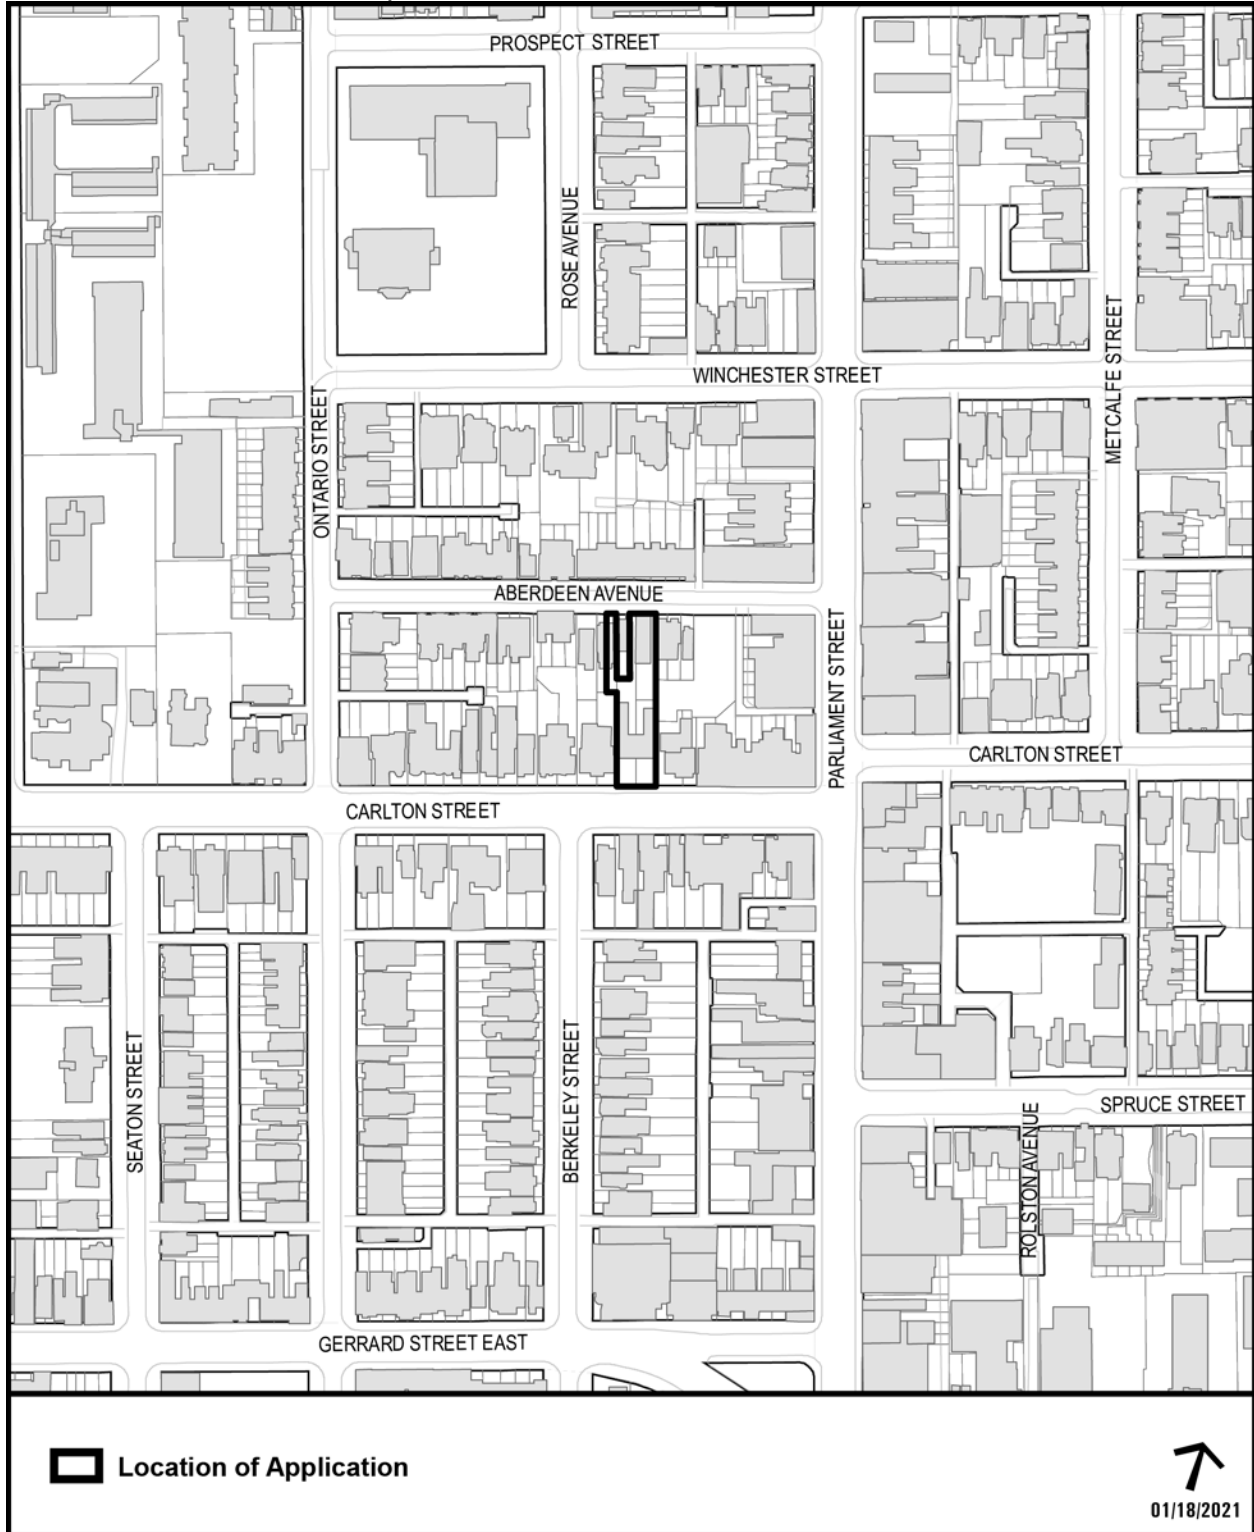 PROSPECT STREET
ROSE AVENUE
WINCHESTER STREET
METCALFE STREET
ONTARIO STREET
ABERDEEN AVENUE
PARLIAMENT STREET
CARLTON STREET
CARLTON STREET
SEATON STREET
BERKELEY STREET
SPRUCE STREET
ROLSTON AVENUE
GERRARD STREET EAST
Location of Application
01/18/2021